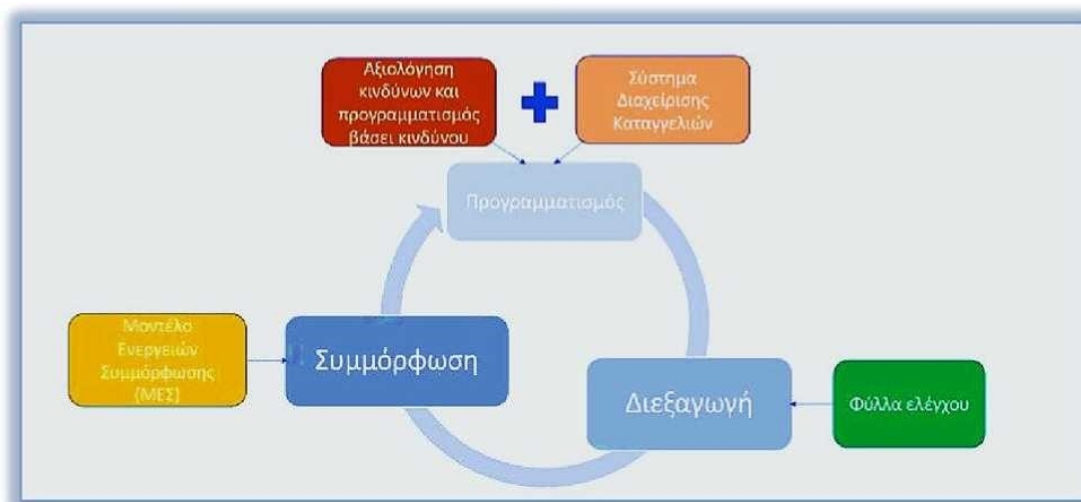 Αξιολόγηση
κινδύνων και
προγραμματισμός
βάσει κινδύνου
Σύστημα
Διαχείρισης
Καταγγελιών
Προγραμματισμός
Μοντέλο
Ενεργειών
Συμμόρφωσης
(ΜΕΣ)
Συμμόρφωση
Διεξαγωγή
Φύλλα ελέγχου